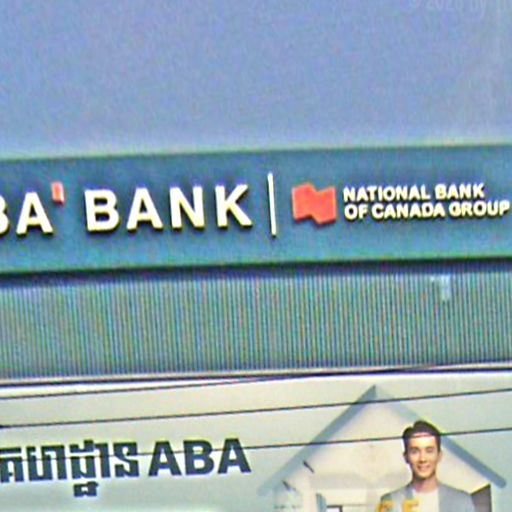 BA' BANK
NATIONAL BANK
OF CANADA GROUP
ABA